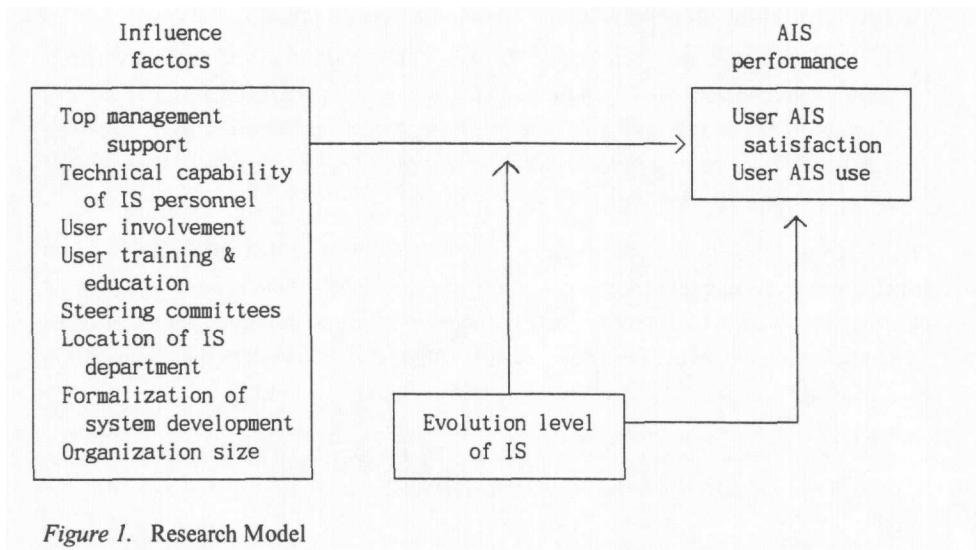 Influence
factors
Top management
support
Technical capability
of IS personnel
User involvement
User training &
education
Steering committees
Location of IS
department
Formalization of
system development
Organization size
AIS
performance
User AIS
satisfaction
User AIS use
Evolution level
of IS
Figure 1. Research Model